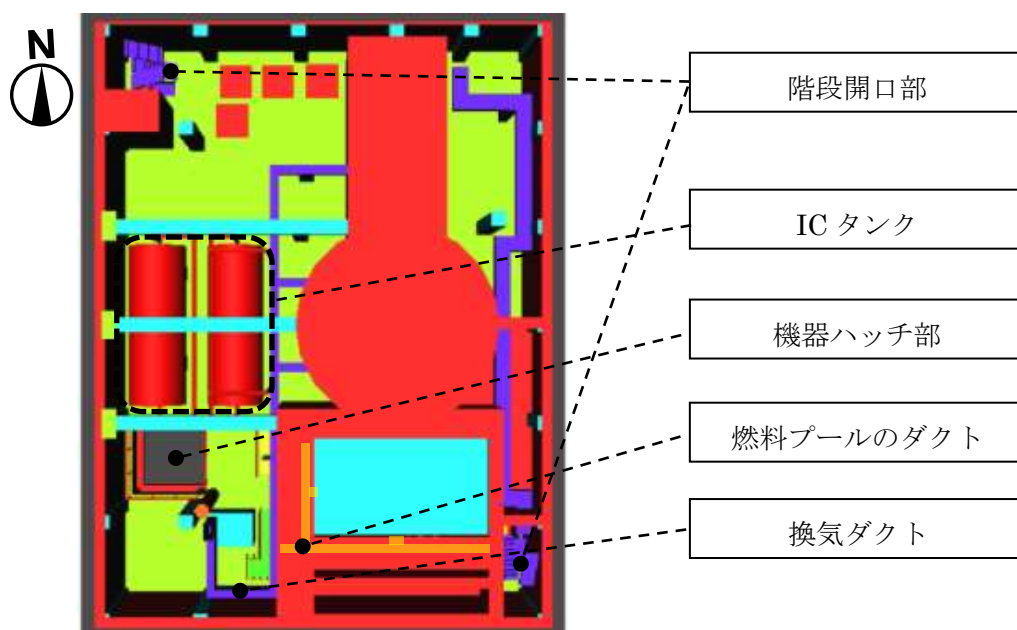 N
階段開口部
IC タンク
機器ハッチ部
燃料プールのダクト
換気ダクト